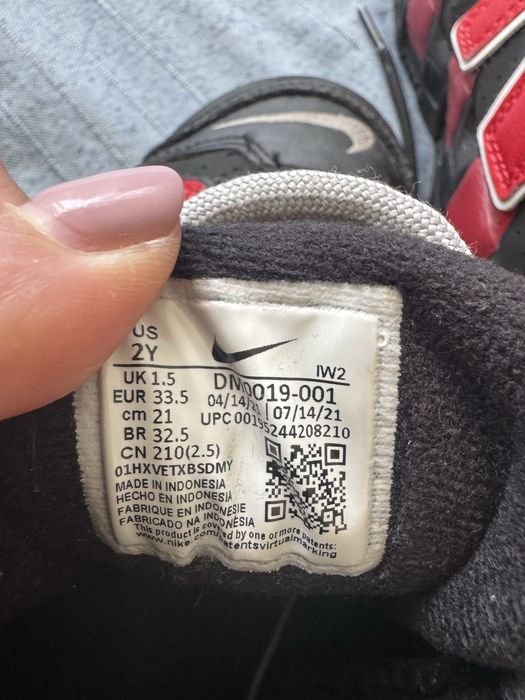 US
2Y
IW2
UK 1.5
EUR 33.5
04/14/21 07/14/21
cm 21
UPC 00195244208210
BR 32.5
CN 210(2.5)
01HXVETXBSDMY
MADE IN INDONESIA
HECHO EN INDONESIA
FABRIQUE EN INDONESIE
FABRICADO NA INDONÉSIA
This product is covered by one or more patents:
www.nike.com/patentsvirtualmarking